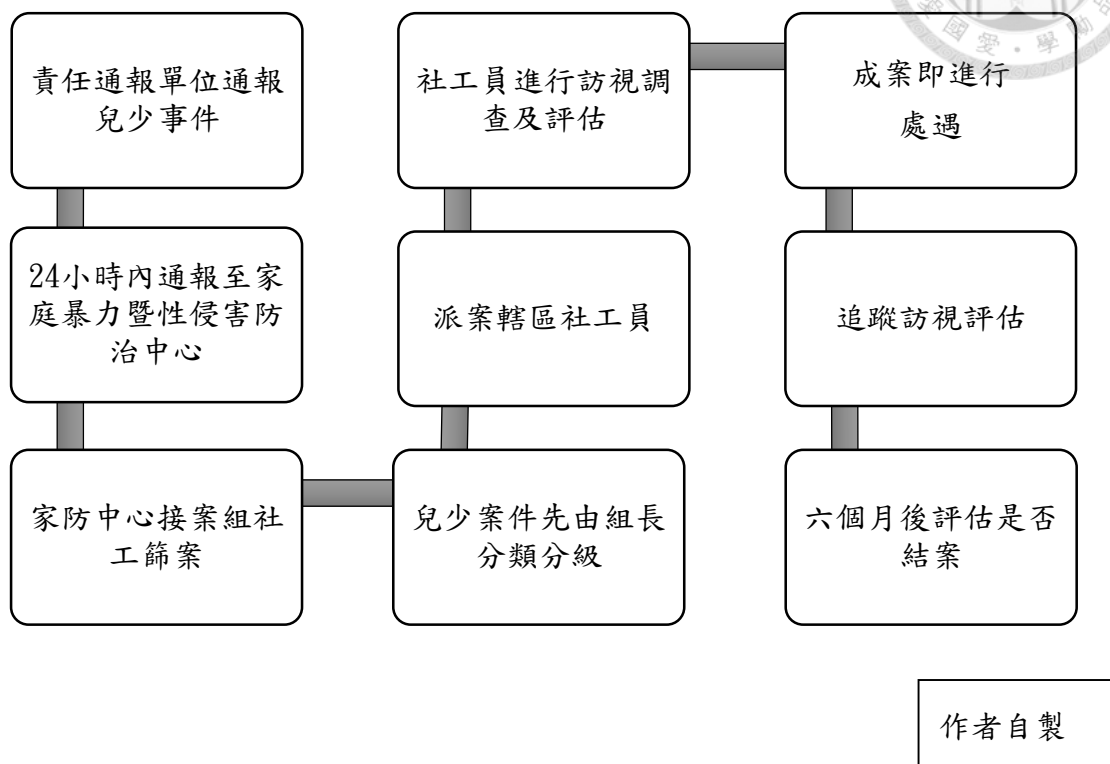 責任通報單位通報
兒少事件
24小時內通報至家
庭暴力暨性侵害防
治中心
家防中心接案組社
工篩案
兒少案件先由組長
分類分級
派案轄區社工員
社工員進行訪視調
查及評估
成案即進行
處遇
追蹤訪視評估
六個月後評估是否
結案
作者自製
國愛・學勵